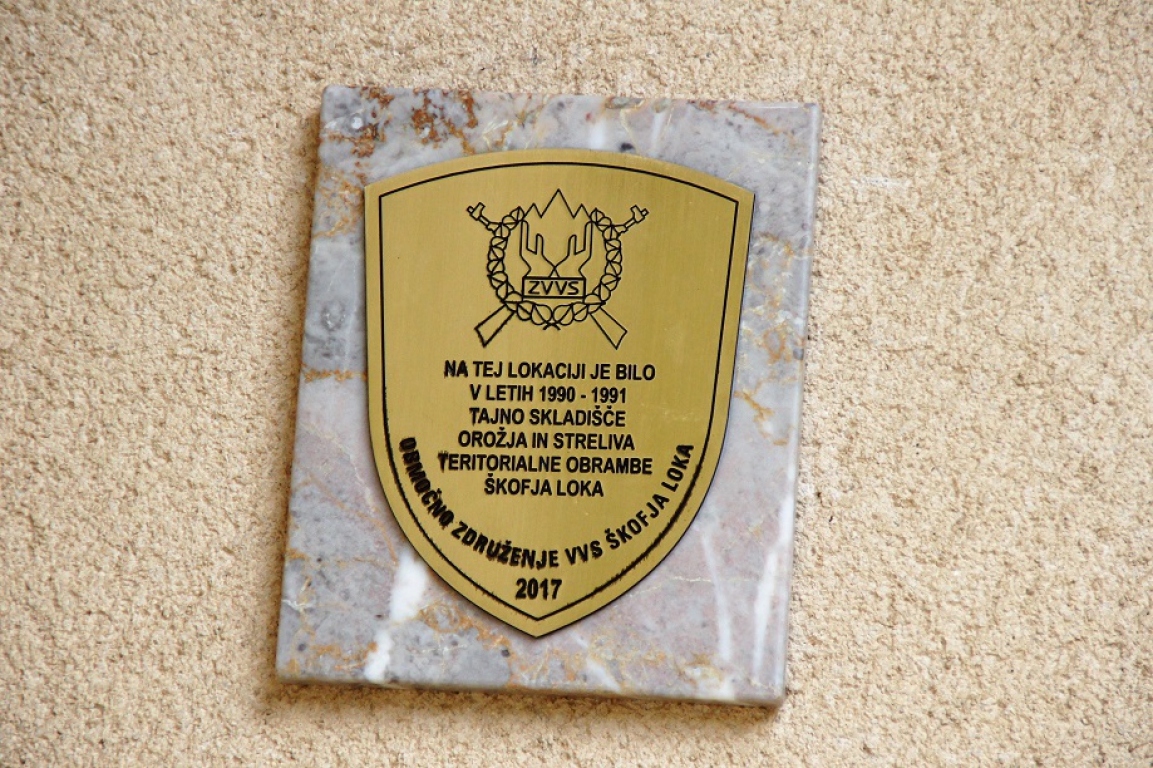 ZVVS
NA TEJ LOKACIJI JE BILO
V LETIH 1990 - 1991
TAJNO SKLADIŠČE
OROŽJA IN STRELIVA
TERITORIALNE OBRAMBE
ŠKOFJA LOKA
OBMOČNO ZDRUŽENJE VVS ŠKOFJA LOKA
2017